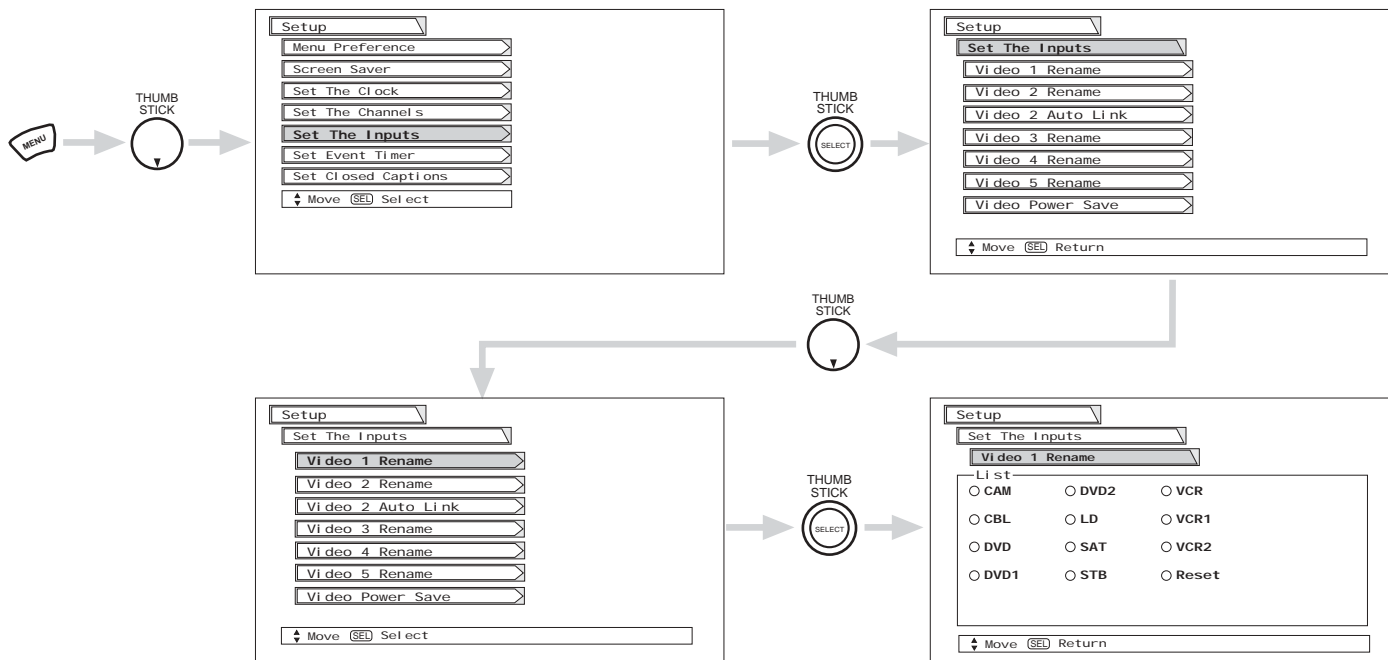 MENU
THUMB
STICK
Setup
Menu Preference
Screen Saver
Set The Clock
Set The Channels
Set The Inputs
Set Event Timer
Set Closed Captions
Move SEL Select
THUMB
STICK
SELECT
Setup
Set The Inputs
Video 1 Rename
Video 2 Rename
Video 2 Auto Link
Video 3 Rename
Video 4 Rename
Video 5 Rename
Video Power Save
Move SEL Return
THUMB
STICK
Setup
Set The Inputs
Video 1 Rename
Video 2 Rename
Video 2 Auto Link
Video 3 Rename
Video 4 Rename
Video 5 Rename
Video Power Save
Move SEL Select
THUMB
STICK
SELECT
Setup
Set The Inputs
Video 1 Rename
List
CAM DVD2 VCR
CBL LD VCR1
DVD SAT VCR2
DVD1 STB Reset
Move SEL Return